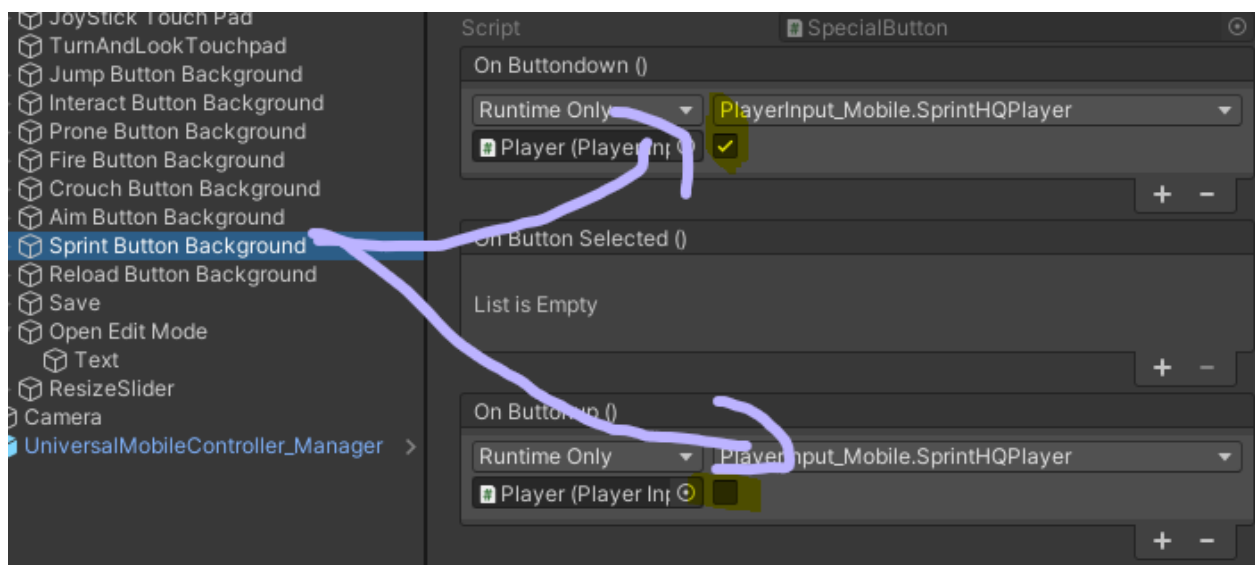 JoyStick Touch Pad
TurnAndLookTouchpad
Jump Button Background
Interact Button Background
Prone Button Background
Fire Button Background
Crouch Button Background
Aim Button Background
Sprint Button Background
Reload Button Background
Save
Open Edit Mode
Text
ResizeSlider
Camera
UniversalMobileController_Manager
Script # SpecialButton
On Buttondown ()
Runtime Only PlayerInput_Mobile.SprintHQPlayer
# Player (Player Inp
On Button Selected ()
List is Empty
On Buttonup ()
Runtime Only PlayerInput_Mobile.SprintHQPlayer
# Player (Player Inp